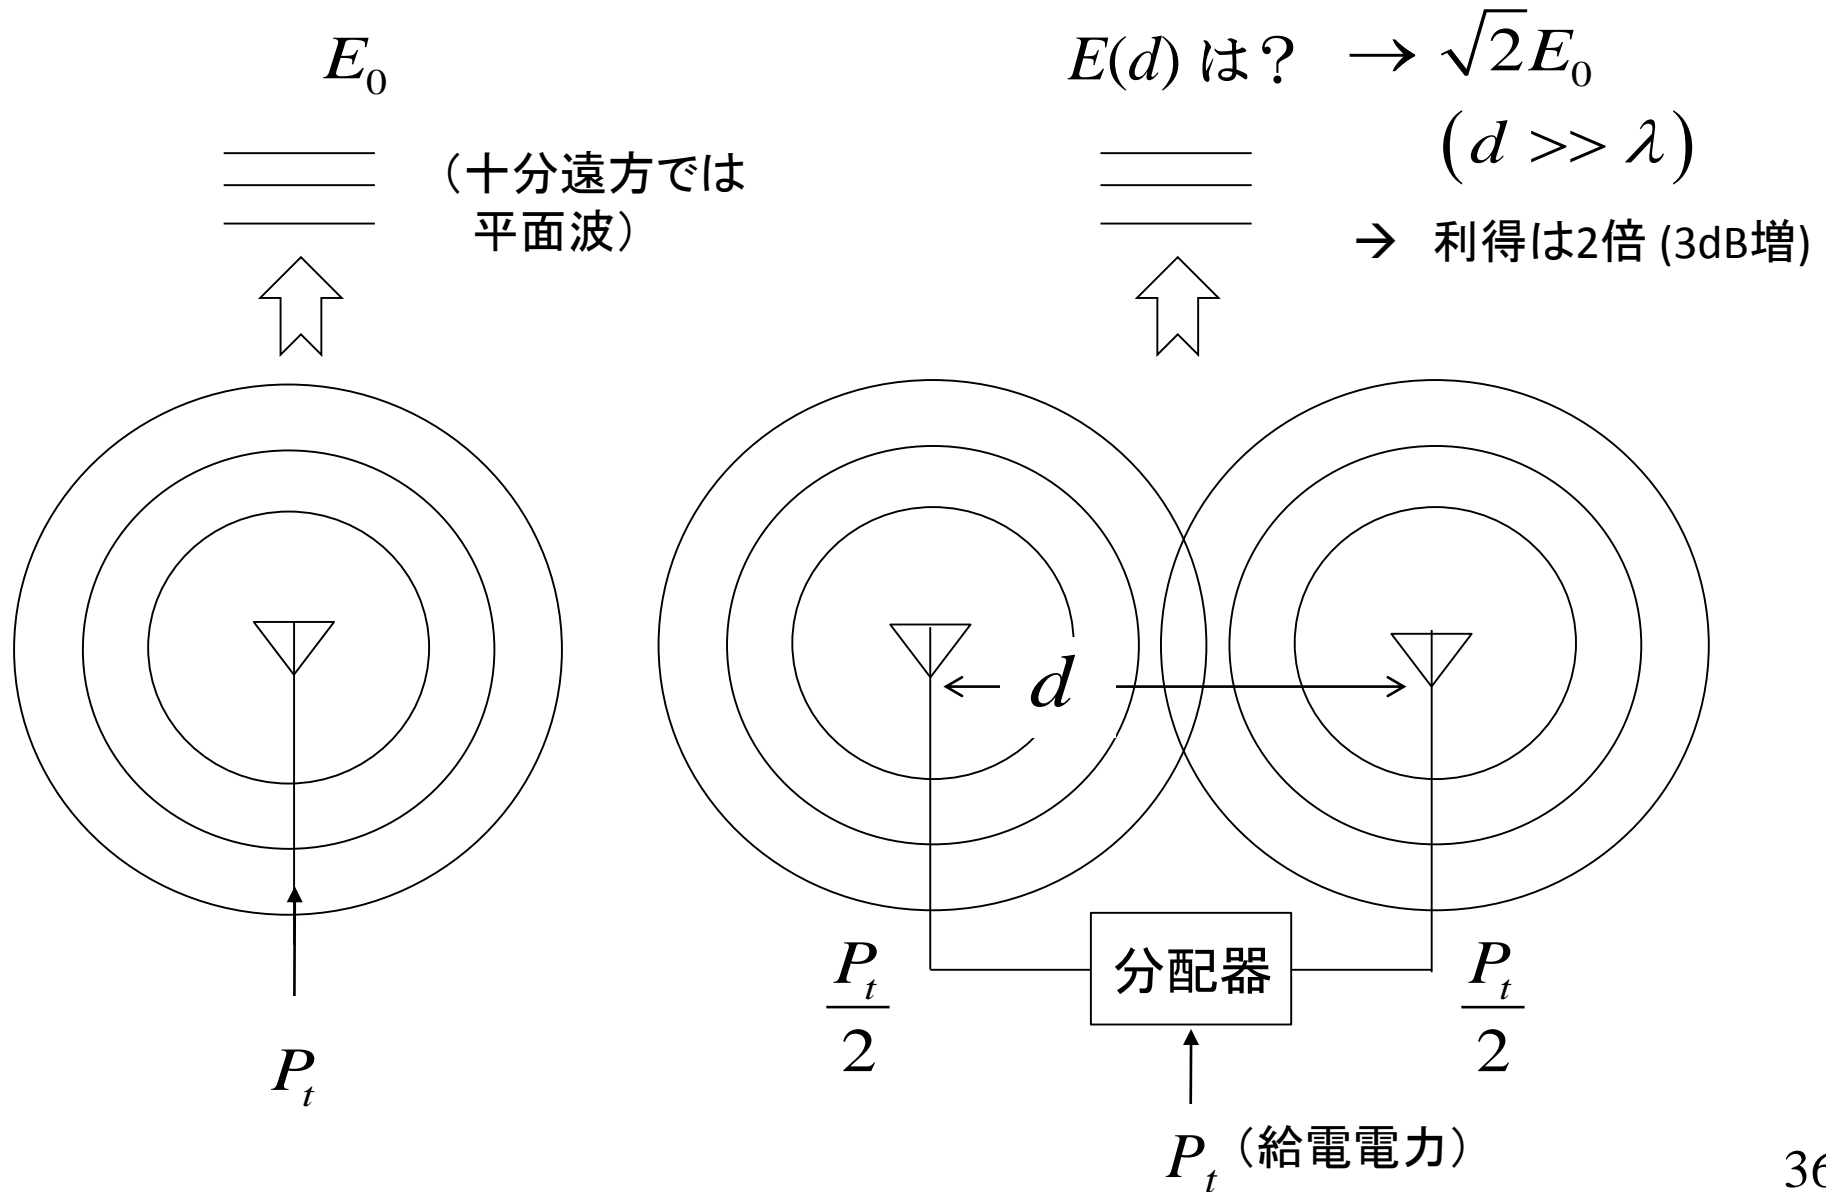 E₀
(十分遠方では
平面波)
E(d) は? → √2E₀
(d >> λ)
→ 利得は2倍 (3dB増)
d
P_t/2
分配器
P_t/2
P_t
P_t (給電電力)
36